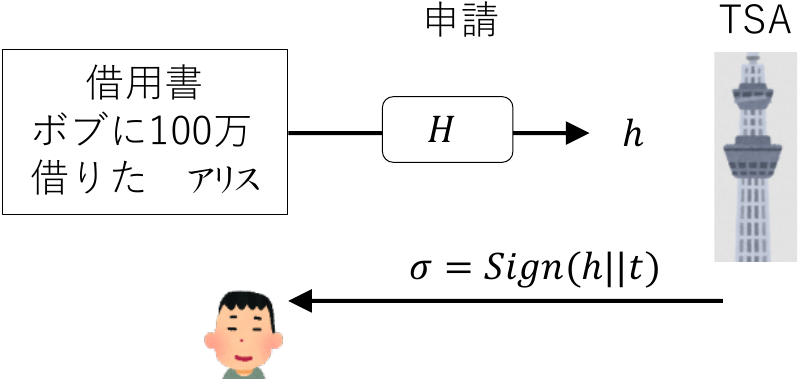 申請
TSA
借用書
ボブに100万
借りた アリス
H
h
σ = Sign(h||t)